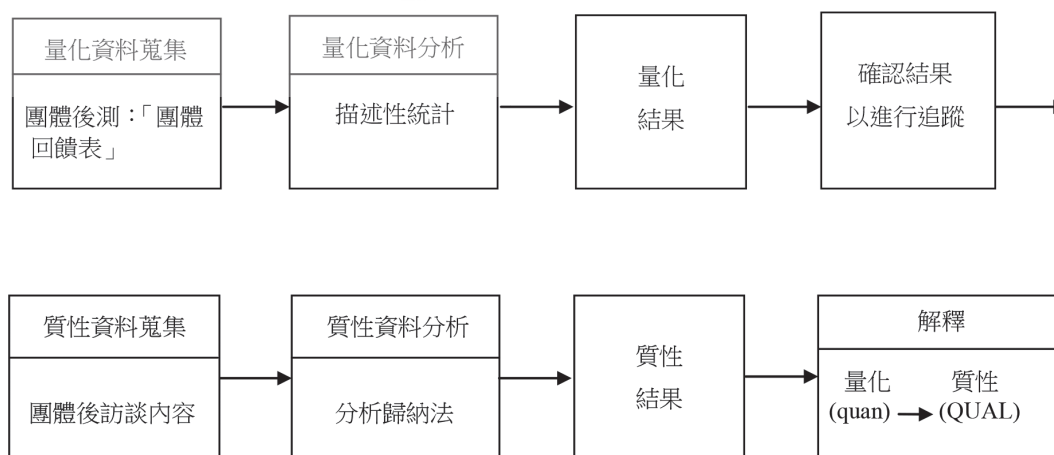 量化資料蒐集
團體後測：「團體
回饋表」
量化資料分析
描述性統計
量化
結果
確認結果
以進行追蹤
質性資料蒐集
團體後訪談內容
質性資料分析
分析歸納法
質性
結果
解釋
量化 質性
(quan) (QUAL)